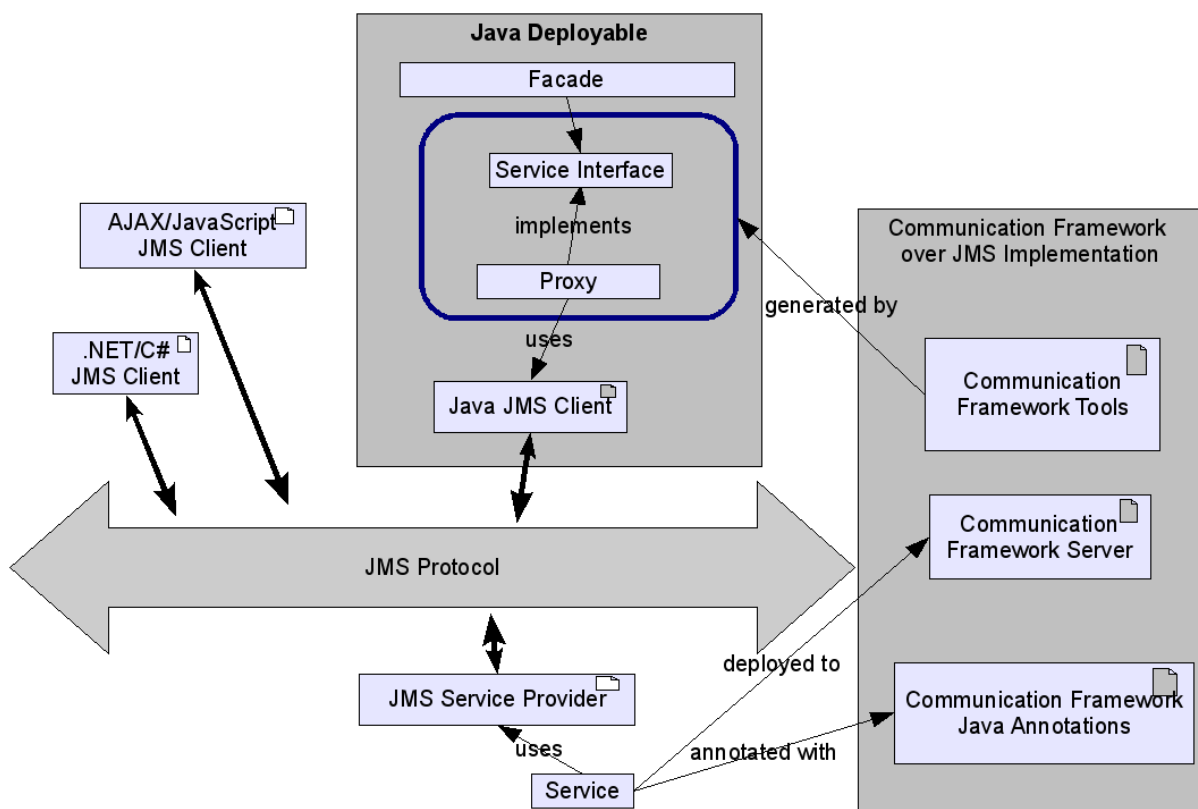 Java Deployable
Facade
Service Interface
implements
Proxy
uses
Java JMS Client
AJAX/JavaScript
JMS Client
.NET/C#
JMS Client
Communication Framework
over JMS Implementation
generated by
Communication
Framework Tools
Communication
Framework Server
JMS Protocol
deployed to
JMS Service Provider
Communication Framework
Java Annotations
uses
annotated with
Service